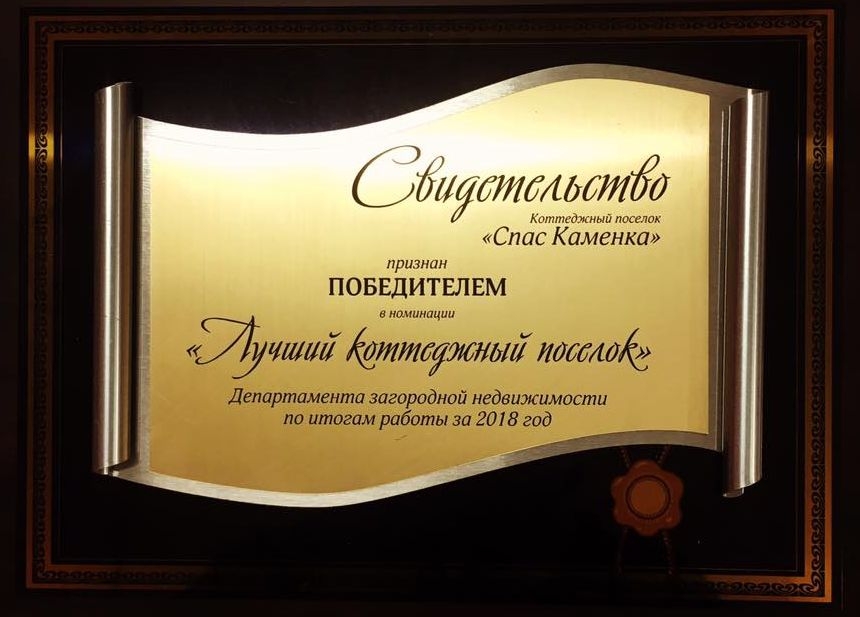 Свидетельство
Коттеджный поселок
«Спас Каменка»
признан
ПОБЕДИТЕЛЕМ
в номинации
«Лучший коттеджный поселок»
Департамента загородной недвижимости
по итогам работы за 2018 год